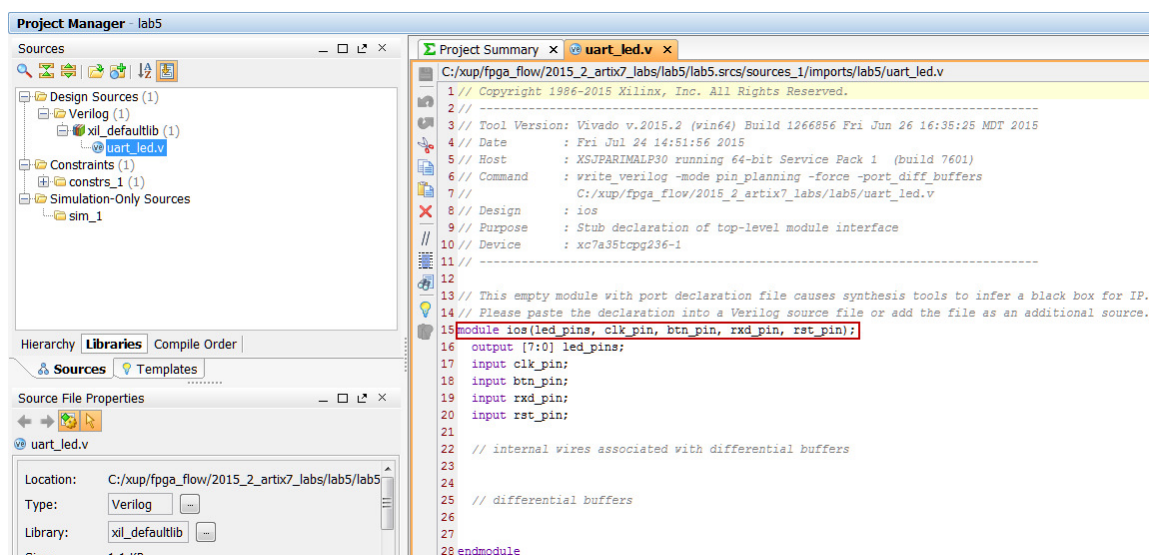 Project Manager - lab5
Sources
Design Sources (1)
Verilog (1)
xil_defaultlib (1)
uart_led.v
Constraints (1)
constrs_1 (1)
Simulation-Only Sources
sim_1
Hierarchy Libraries Compile Order
Sources Templates
Source File Properties
uart_led.v
Location: C:/xup/fpga_flow/2015_2_artix7_labs/lab5/lab5
Type: Verilog
Library: xil_defaultlib
Project Summary uart_led.v
C:/xup/fpga_flow/2015_2_artix7_labs/lab5/lab5.srcs/sources_1/imports/lab5/uart_led.v
1 // Copyright 1986-2015 Xilinx, Inc. All Rights Reserved.
2 // --------------------------------------------------------------------------------
3 // Tool Version: Vivado v.2015.2 (win64) Build 1266856 Fri Jun 26 16:35:25 MDT 2015
4 // Date : Fri Jul 24 14:51:56 2015
5 // Host : XSJPARIMALP30 running 64-bit Service Pack 1 (build 7601)
6 // Command : write_verilog -mode pin_planning -force -port_diff_buffers
7 // C:/xup/fpga_flow/2015_2_artix7_labs/lab5/uart_led.v
8 // Design : ios
9 // Purpose : Stub declaration of top-level module interface
10 // Device : xc7a35tcpg236-1
11 // --------------------------------------------------------------------------------
12
13 // This empty module with port declaration file causes synthesis tools to infer a black box for IP.
14 // Please paste the declaration into a Verilog source file or add the file as an additional source.
15 module ios(led_pins, clk_pin, btn_pin, rxd_pin, rst_pin);
16 output [7:0] led_pins;
17 input clk_pin;
18 input btn_pin;
19 input rxd_pin;
20 input rst_pin;
21
22 // internal wires associated with differential buffers
23
24
25 // differential buffers
26
27
28 endmodule